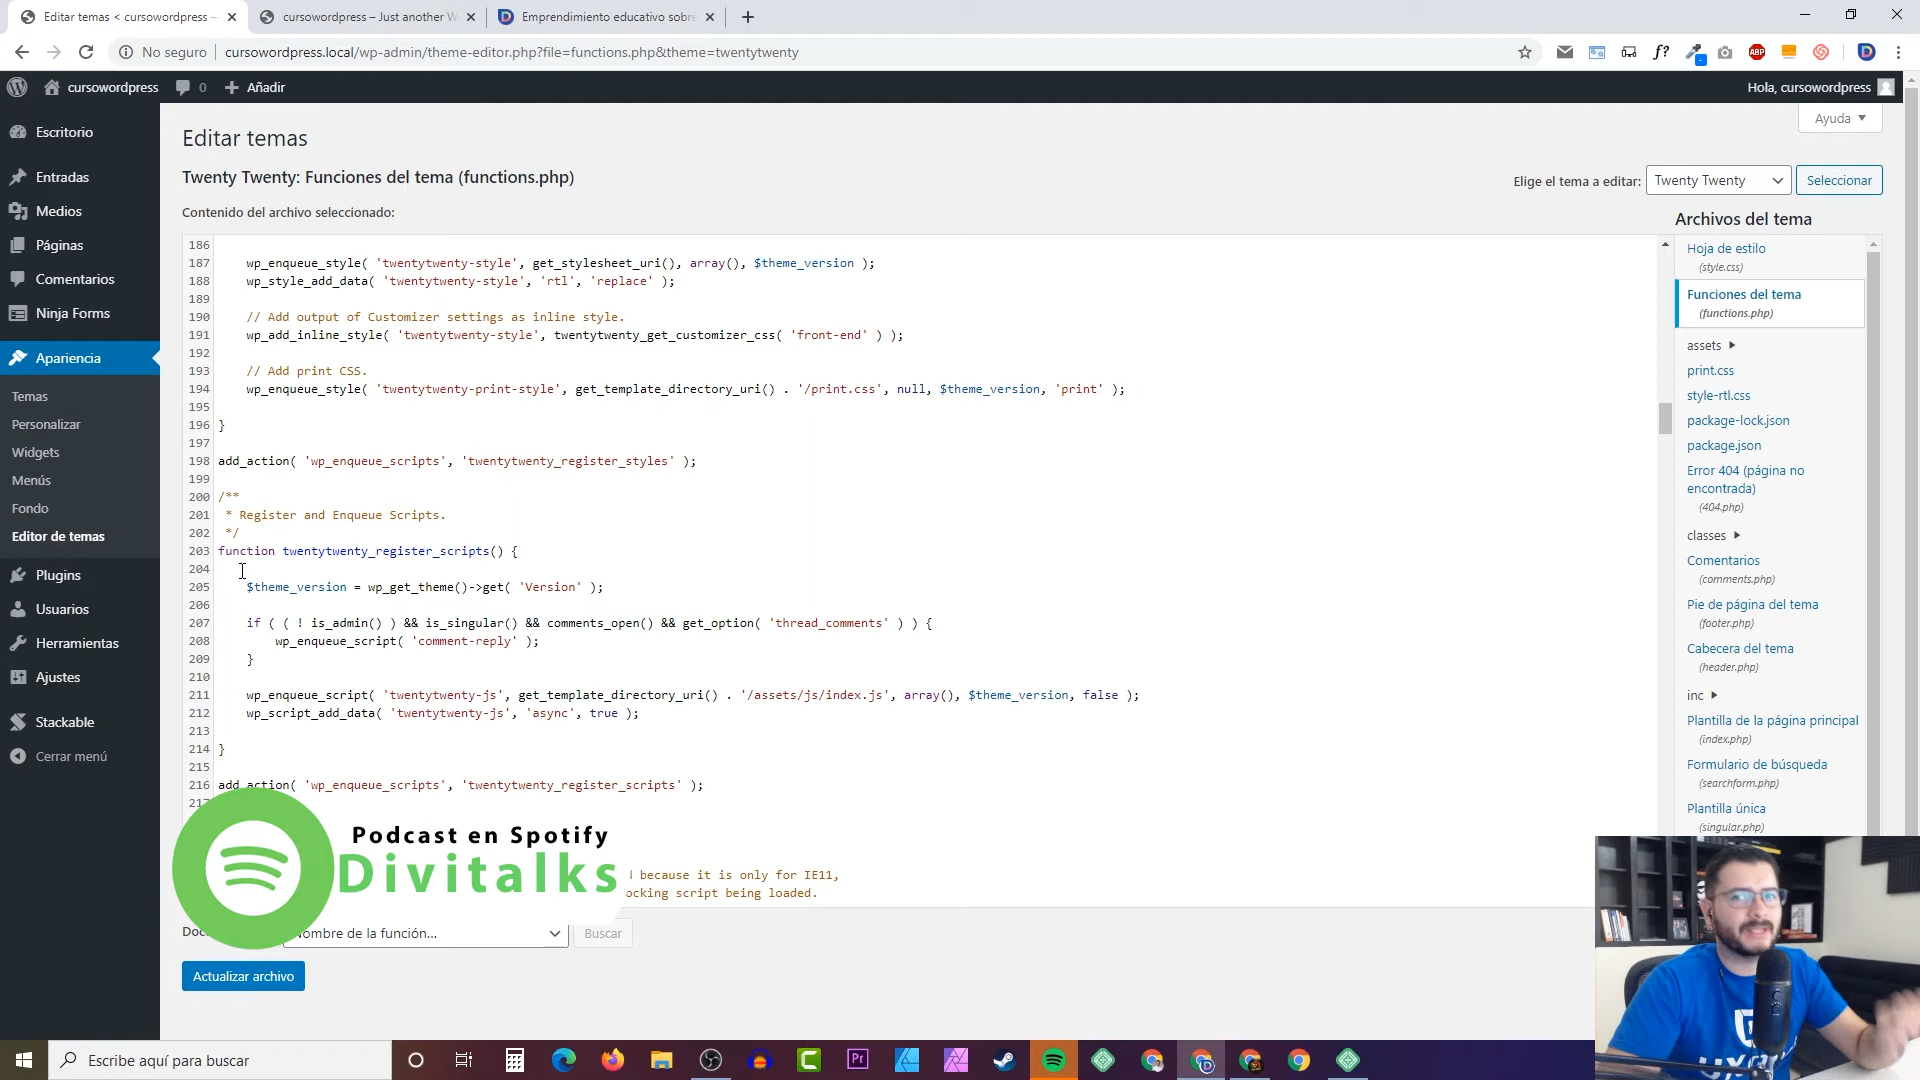 Editar temas < cursowordpress –
cursowordpress – Just another W
Emprendimiento educativo sobre
No seguro
cursowordpress.local/wp-admin/theme-editor.php?file=functions.php&theme=twentytwenty
f?
ABP
cursowordpress
0
Añadir
Hola, cursowordpress
Ayuda
Escritorio
Entradas
Medios
Páginas
Comentarios
Ninja Forms
Apariencia
Temas
Personalizar
Widgets
Menús
Fondo
Editor de temas
Plugins
Usuarios
Herramientas
Ajustes
Stackable
Cerrar menú
Editar temas
Twenty Twenty: Funciones del tema (functions.php)
Elige el tema a editar:
Twenty Twenty
Seleccionar
Contenido del archivo seleccionado:
186
187 wp_enqueue_style( 'twentytwenty-style', get_stylesheet_uri(), array(), $theme_version );
188 wp_style_add_data( 'twentytwenty-style', 'rtl', 'replace' );
189
190 // Add output of Customizer settings as inline style.
191 wp_add_inline_style( 'twentytwenty-style', twentytwenty_get_customizer_css( 'front-end' ) );
192
193 // Add print CSS.
194 wp_enqueue_style( 'twentytwenty-print-style', get_template_directory_uri() . '/print.css', null, $theme_version, 'print' );
195
196 }
197
198 add_action( 'wp_enqueue_scripts', 'twentytwenty_register_styles' );
199
200 /**
201 * Register and Enqueue Scripts.
202 */
203 function twentytwenty_register_scripts() {
204
205 $theme_version = wp_get_theme()->get( 'Version' );
206
207 if ( ( ! is_admin() ) && is_singular() && comments_open() && get_option( 'thread_comments' ) ) {
208 wp_enqueue_script( 'comment-reply' );
209 }
210
211 wp_enqueue_script( 'twentytwenty-js', get_template_directory_uri() . '/assets/js/index.js', array(), $theme_version, false );
212 wp_script_add_data( 'twentytwenty-js', 'async', true );
213
214 }
215
216 add_action( 'wp_enqueue_scripts', 'twentytwenty_register_scripts' );
217
because it is only for IE11,
ocking script being loaded.
Podcast en Spotify
Divitalks
Nombre de la función...
Buscar
Actualizar archivo
Archivos del tema
Hoja de estilo
(style.css)
Funciones del tema
(functions.php)
assets
print.css
style-rtl.css
package-lock.json
package.json
Error 404 (página no
encontrada)
(404.php)
classes
Comentarios
(comments.php)
Pie de página del tema
(footer.php)
Cabecera del tema
(header.php)
inc
Plantilla de la página principal
(index.php)
Formulario de búsqueda
(searchform.php)
Plantilla única
(singular.php)
Escribe aquí para buscar
Pr